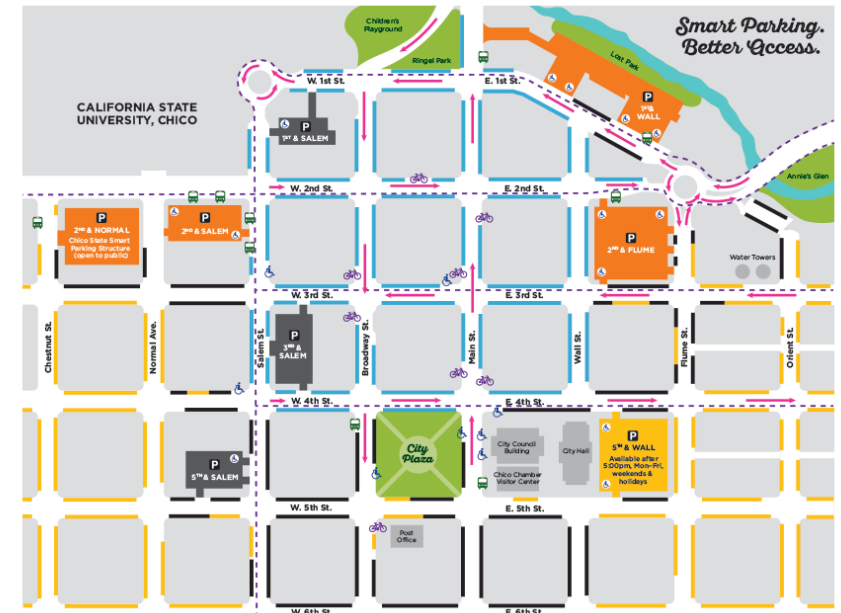 Children's
Playground
Ringel Park
Smart Parking.
Better Access.
Lost Park
W. 1st St.
E. 1st St.
CALIFORNIA STATE
UNIVERSITY, CHICO
P
1ST & SALEM
P
1ST &
WALL
Annie's Glen
W. 2nd St.
E. 2nd St.
P
2ND & NORMAL
Chico State Smart
Parking Structure
(open to public)
P
2ND & SALEM
P
2ND & FLUME
Water Towers
W. 3rd St.
E. 3rd St.
Chestnut St.
Normal Ave.
Salem St.
P
3RD &
SALEM
Broadway St.
Main St.
Wall St.
Flume St.
Orient St.
W. 4th St.
E. 4th St.
P
5TH & SALEM
City
Plaza
City Council
Building
City Hall
Chico Chamber
Visitor Center
P
5TH & WALL
Available after
5:00pm, Mon-Fri,
weekends &
holidays
W. 5th St.
E. 5th St.
Post
Office
W. 6th St.
E. 6th St.